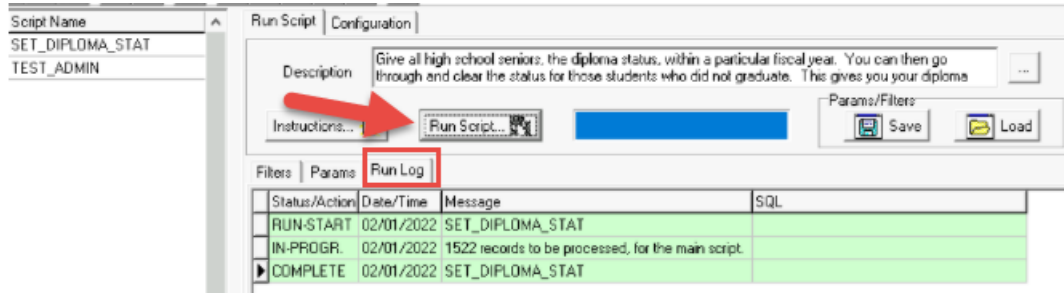 Script Name
SET_DIPLOMA_STAT
TEST_ADMIN
Run Script Configuration
Description
Give all high school seniors, the diploma status, within a particular fiscal year. You can then go
through and clear the status for those students who did not graduate. This gives you your diploma
...
Instructions...
Run Script...
Params/Filters
Save Load
Filters Params Run Log
Status/Action Date/Time Message SQL
RUN-START 02/01/2022 SET_DIPLOMA_STAT
IN-PROGR. 02/01/2022 1522 records to be processed, for the main script.
COMPLETE 02/01/2022 SET_DIPLOMA_STAT